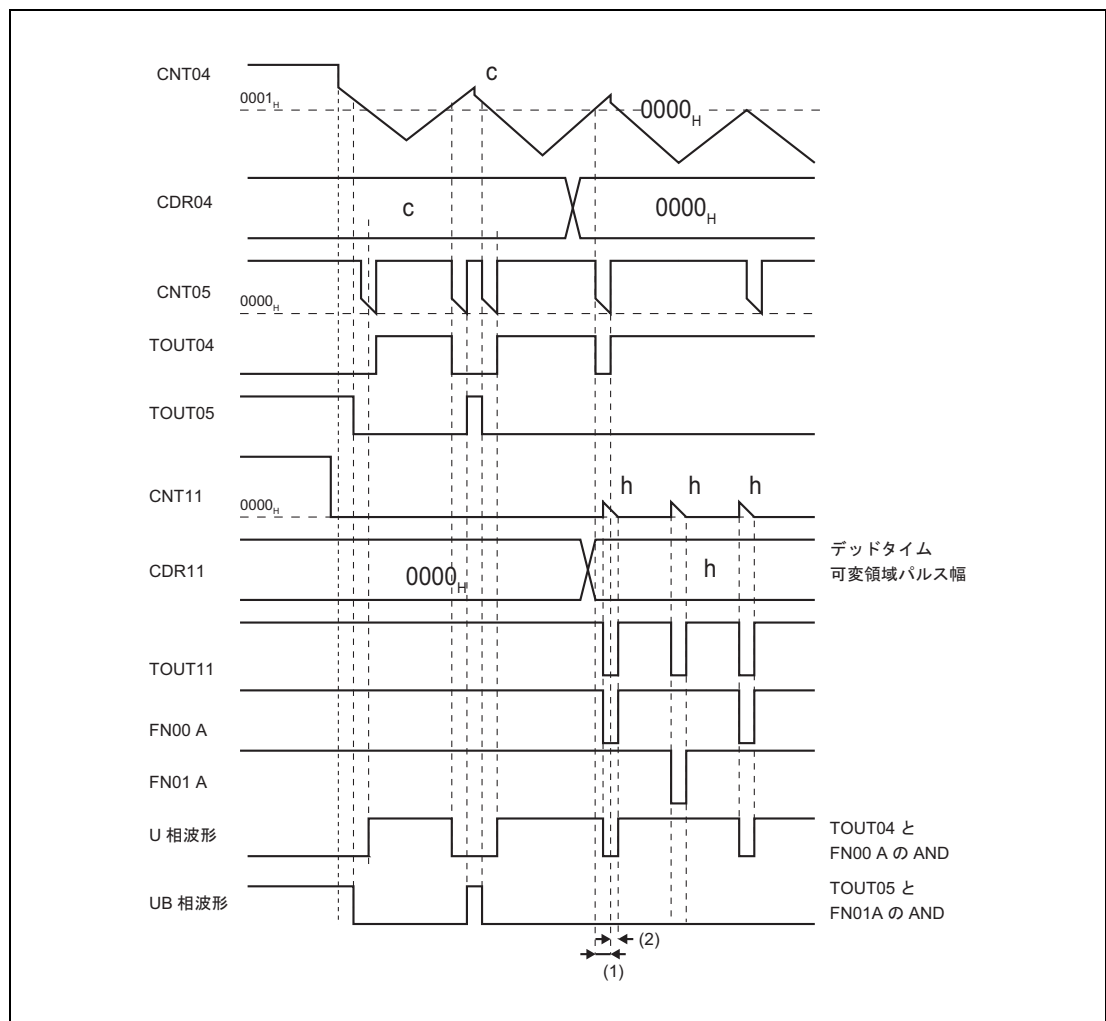 CNT04
c
0001H
0000H
CDR04
c
0000H
CNT05
0000H
TOUT04
TOUT05
CNT11
h h h
0000H
CDR11
0000H
h
デッドタイム
可変領域パルス幅
TOUT11
FN00 A
FN01 A
U 相波形
TOUT04 と
FN00 A の AND
UB 相波形
TOUT05 と
FN01A の AND
(2)
(1)